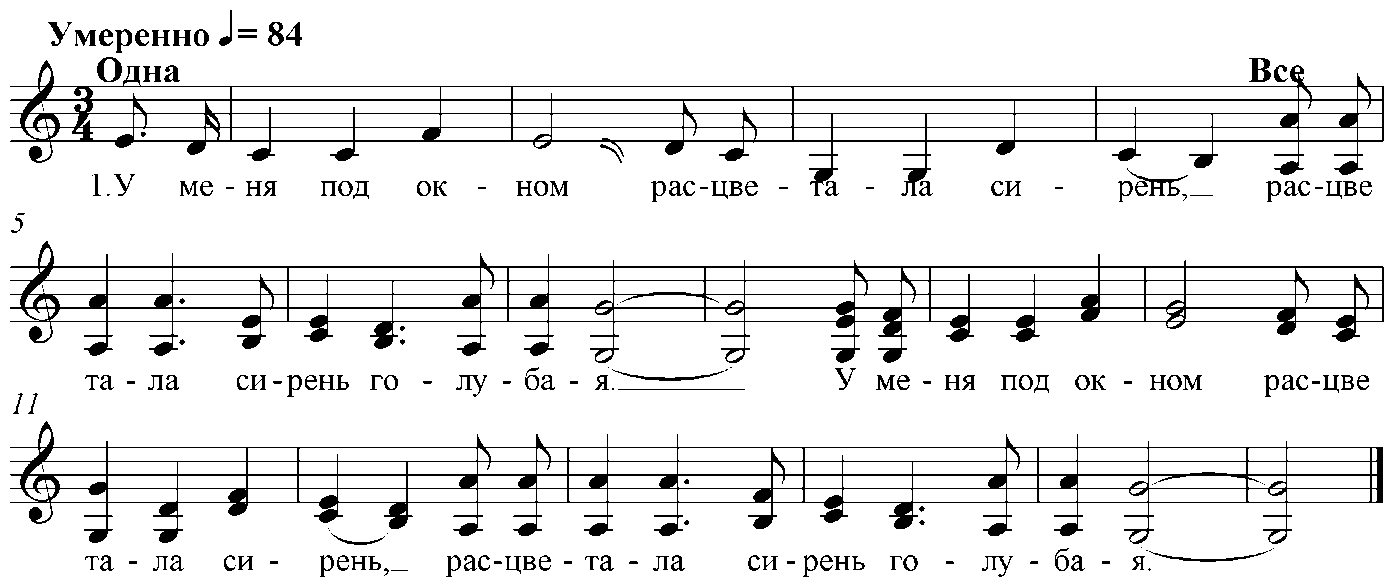 Умеренно ♩= 84
Одна Все
3
4
1.У ме - ня под ок - ном рас-цве - та - ла си - рень, рас-цве
5
та - ла си - рень го - лу - ба - я. У ме - ня под ок - ном рас-цве
11
та - ла си - рень, рас-цве - та - ла си - рень го - лу - ба - я.